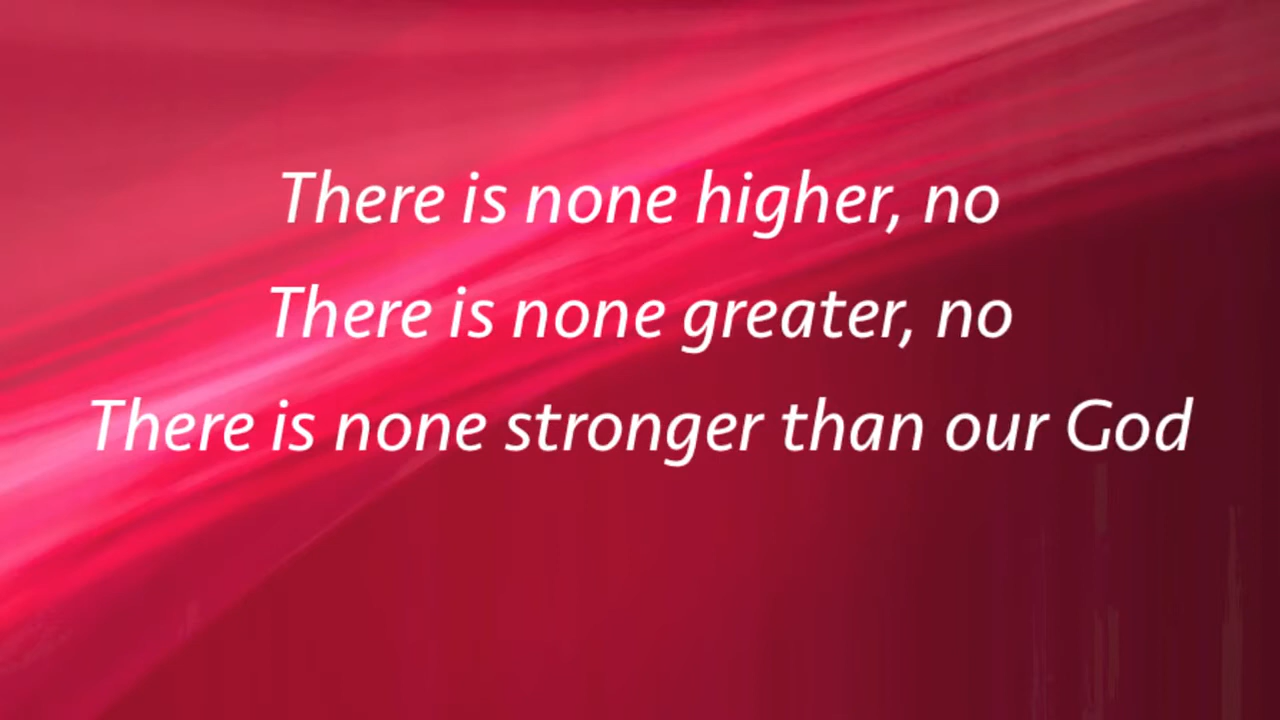 There is none higher, no
There is none greater, no
There is none stronger than our God